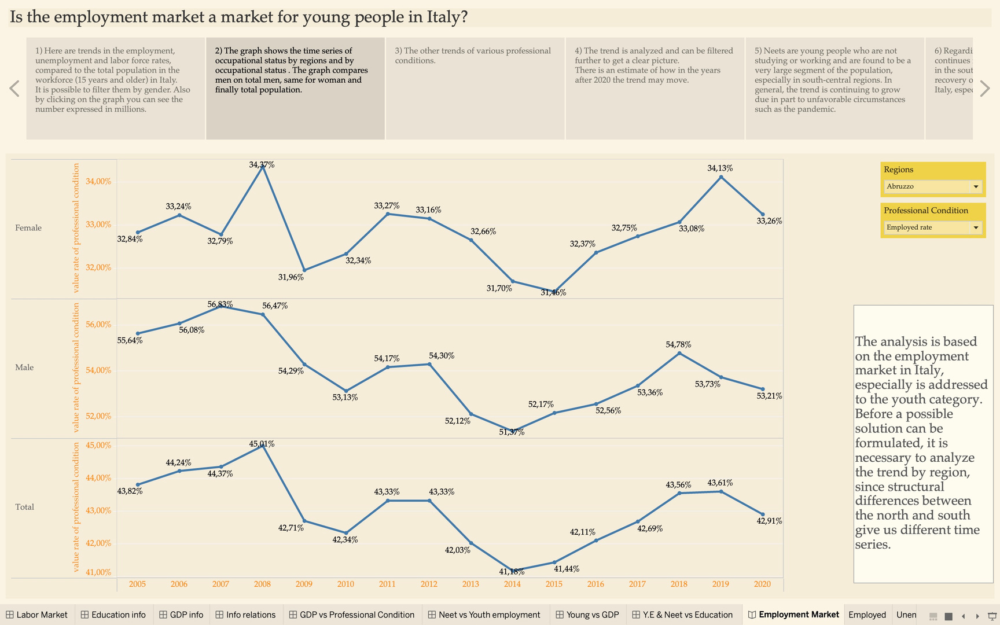 Is the employment market a market for young people in Italy?
1) Here are trends in the employment,
unemployment and labor force rates,
compared to the total population in the
workforce (15 years and older) in Italy.
It is possible to filter them by gender. Also
by clicking on the graph you can see the
number expressed in millions.
2) The graph shows the time series of
occupational status by regions and by
occupational status . The graph compares
men on total men, same for woman and
finally total population.
3) The other trends of various professional
conditions.
4) The trend is analyzed and can be filtered
further to get a clear picture.
There is an estimate of how in the years
after 2020 the trend may move.
5) Neets are young people who are not
studying or working and are found to be a
very large segment of the population,
especially in south-central regions. In
general, the trend is continuing to grow
due in part to unfavorable circumstances
such as the pandemic.
6) Regardi
continues
in the sout
recovery o
Italy, espec
Female
value rate of professional condition
34,00%
33,00%
32,00%
32,84%
33,24%
32,79%
34,37%
31,96%
32,34%
33,27%
33,16%
32,66%
31,70%
31,46%
32,37%
32,75%
33,08%
34,13%
33,26%
Male
value rate of professional condition
56,00%
54,00%
52,00%
55,64%
56,08%
56,83%
56,47%
54,29%
53,13%
54,17%
54,30%
52,12%
51,37%
52,17%
52,56%
53,36%
54,78%
53,73%
53,21%
Total
value rate of professional condition
45,00%
44,00%
43,00%
42,00%
41,00%
43,82%
44,24%
44,37%
45,01%
42,71%
42,34%
43,33%
43,33%
42,03%
41,18%
41,44%
42,11%
42,69%
43,56%
43,61%
42,91%
2005 2006 2007 2008 2009 2010 2011 2012 2013 2014 2015 2016 2017 2018 2019 2020
Regions
Abruzzo
Professional Condition
Employed rate
The analysis is based
on the employment
market in Italy,
especially is addressed
to the youth category.
Before a possible
solution can be
formulated, it is
necessary to analyze
the trend by region,
since structural
differences between
the north and south
give us different time
series.
Labor Market Education info GDP info Info relations GDP vs Professional Condition Neet vs Youth employment Young vs GDP Y.E & Neet vs Education Employment Market Employed Unen